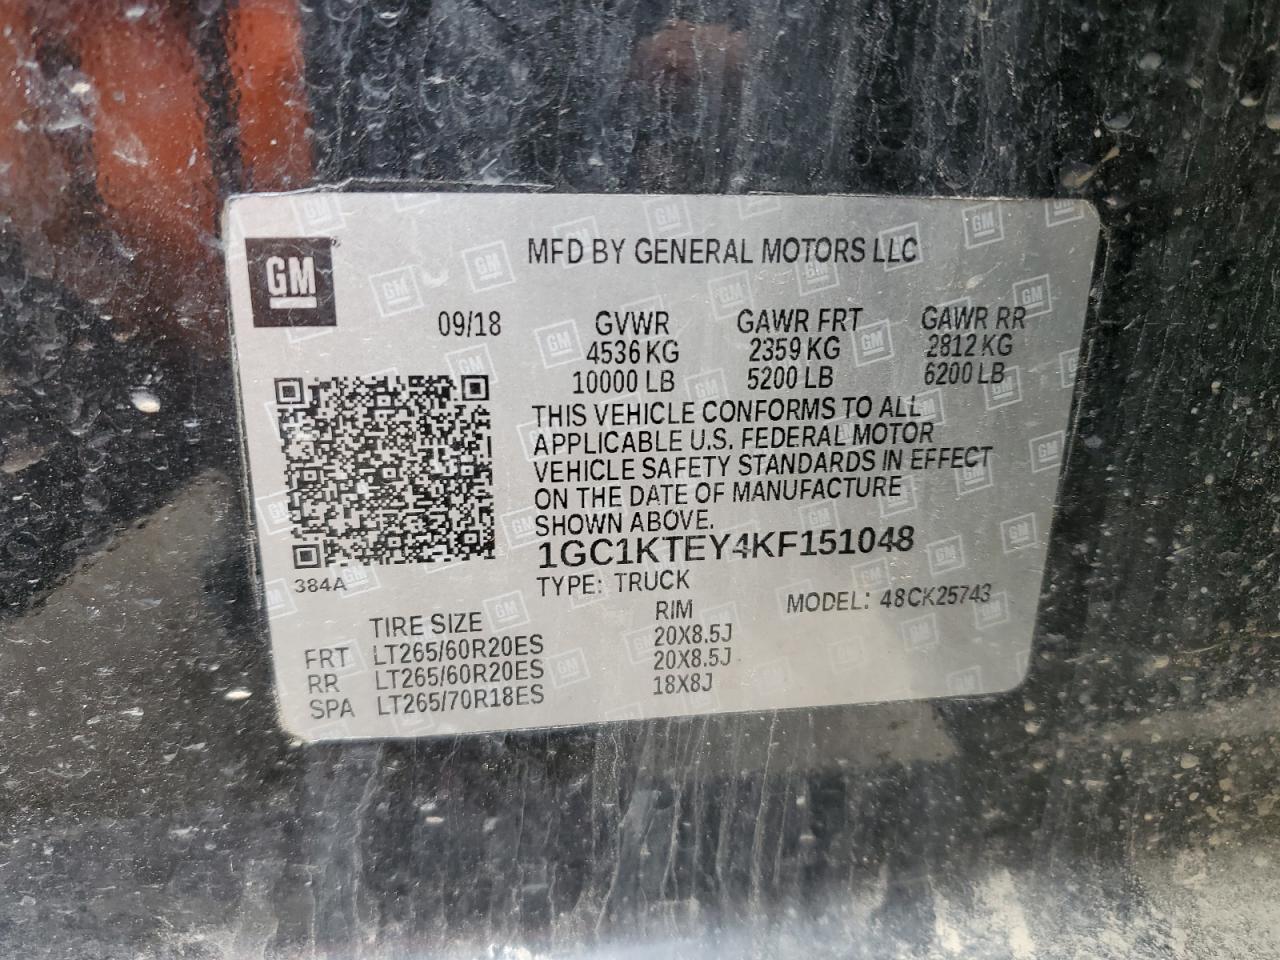 GM
MFD BY GENERAL MOTORS LLC
09/18 GVWR GAWR FRT GAWR RR
4536 KG 2359 KG 2812 KG
10000 LB 5200 LB 6200 LB
THIS VEHICLE CONFORMS TO ALL
APPLICABLE U.S. FEDERAL MOTOR
VEHICLE SAFETY STANDARDS IN EFFECT
ON THE DATE OF MANUFACTURE
SHOWN ABOVE.
1GC1KTEY4KF151048
384A
TYPE: TRUCK
MODEL: 48CK25743
TIRE SIZE RIM
FRT LT265/60R20ES 20X8.5J
RR LT265/60R20ES 20X8.5J
SPA LT265/70R18ES 18X8J